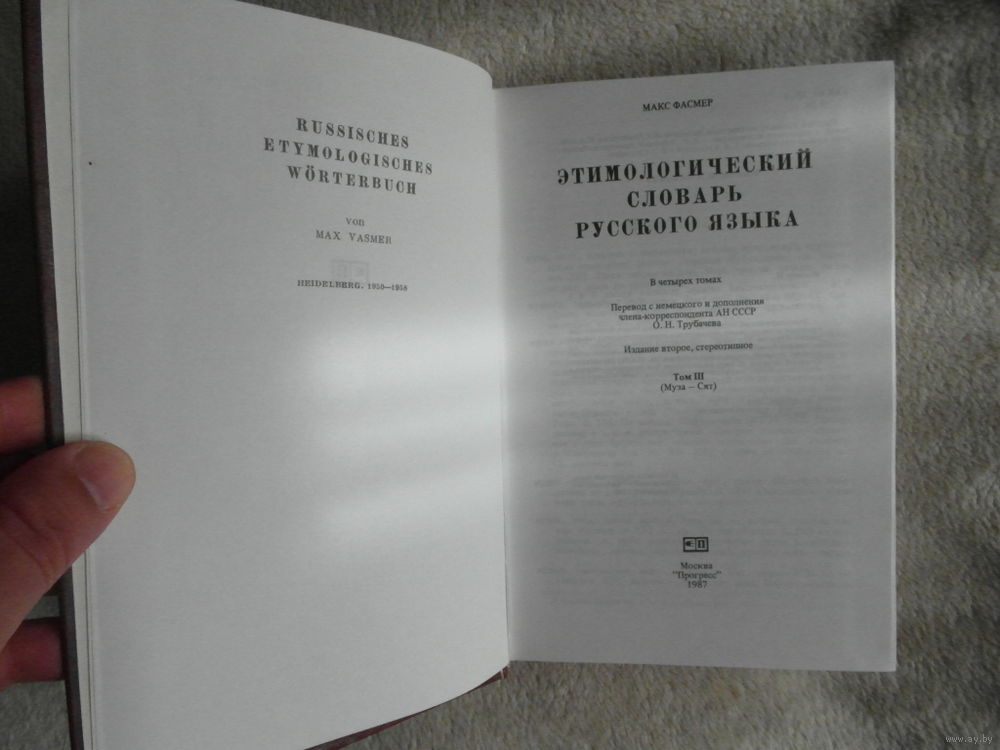 RUSSISCHES
ETYMOLOGISCHES
WÖRTERBUCH
von
MAX VASMER
HEIDELBERG. 1950—1958
МАКС ФАСМЕР
ЭТИМОЛОГИЧЕСКИЙ
СЛОВАРЬ
РУССКОГО ЯЗЫКА
В четырех томах
Перевод с немецкого и дополнения
члена-корреспондента АН СССР
О. Н. Трубачева
Издание второе, стереотипное
Том III
(Муза – Сят)
Москва
"Прогресс"
1987
www.ay.by